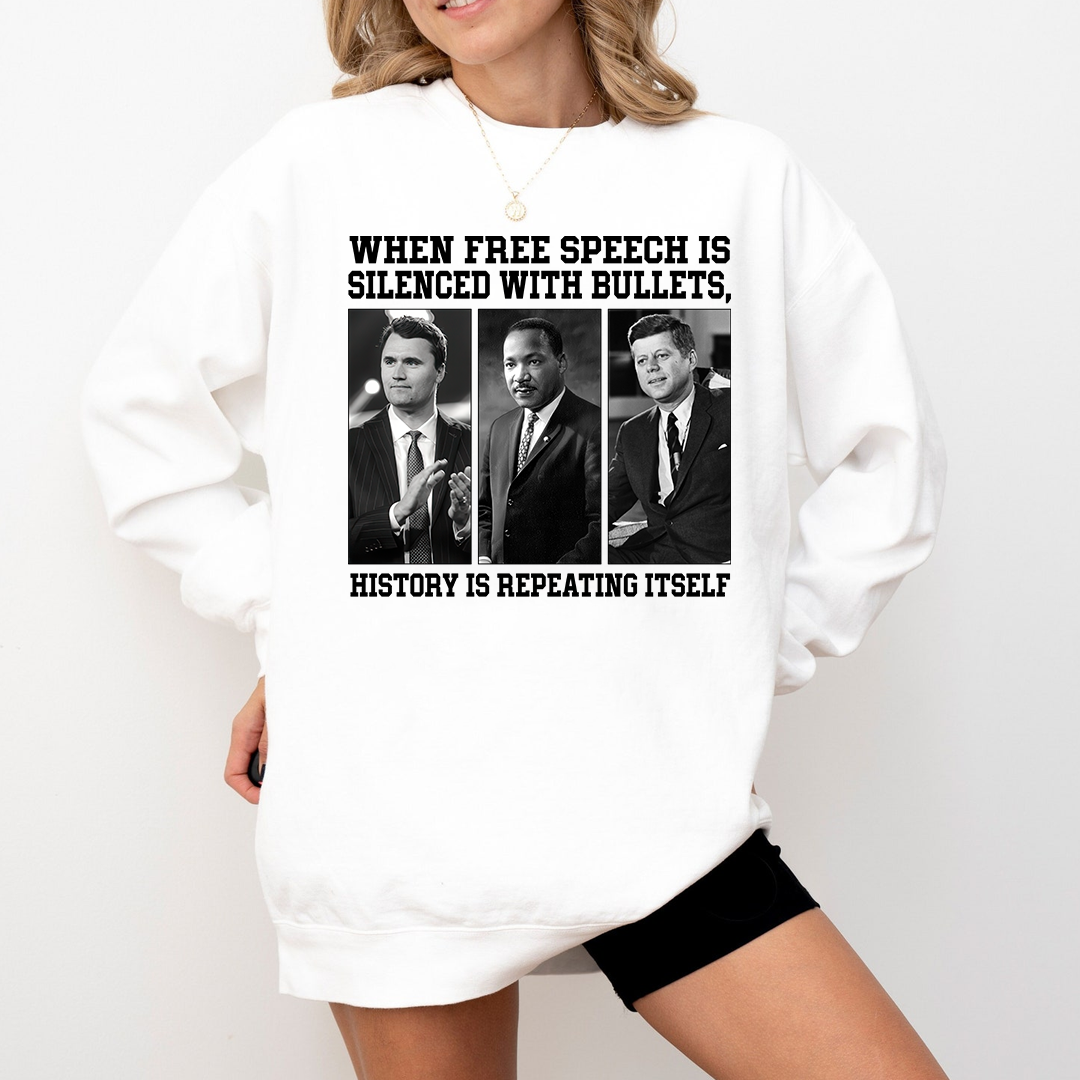 WHEN FREE SPEECH IS
SILENCED WITH BULLETS,
HISTORY IS REPEATING ITSELF